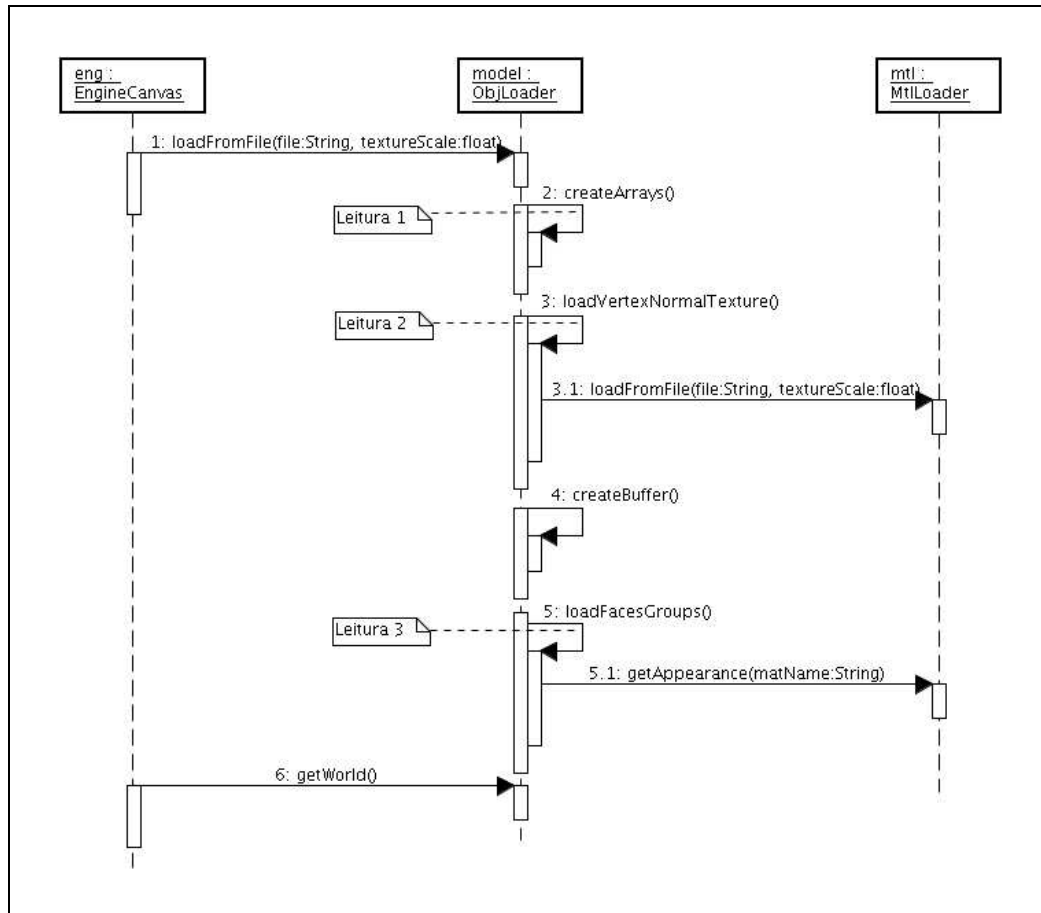 eng :
EngineCanvas
model :
ObjLoader
mtl :
MtlLoader
1: loadFromFile(file:String, textureScale:float)
2: createArrays()
Leitura 1
3: loadVertexNormalTexture()
Leitura 2
3.1: loadFromFile(file:String, textureScale:float)
4: createBuffer()
5: loadFacesGroups()
Leitura 3
5.1: getAppearance(matName:String)
6: getWorld()